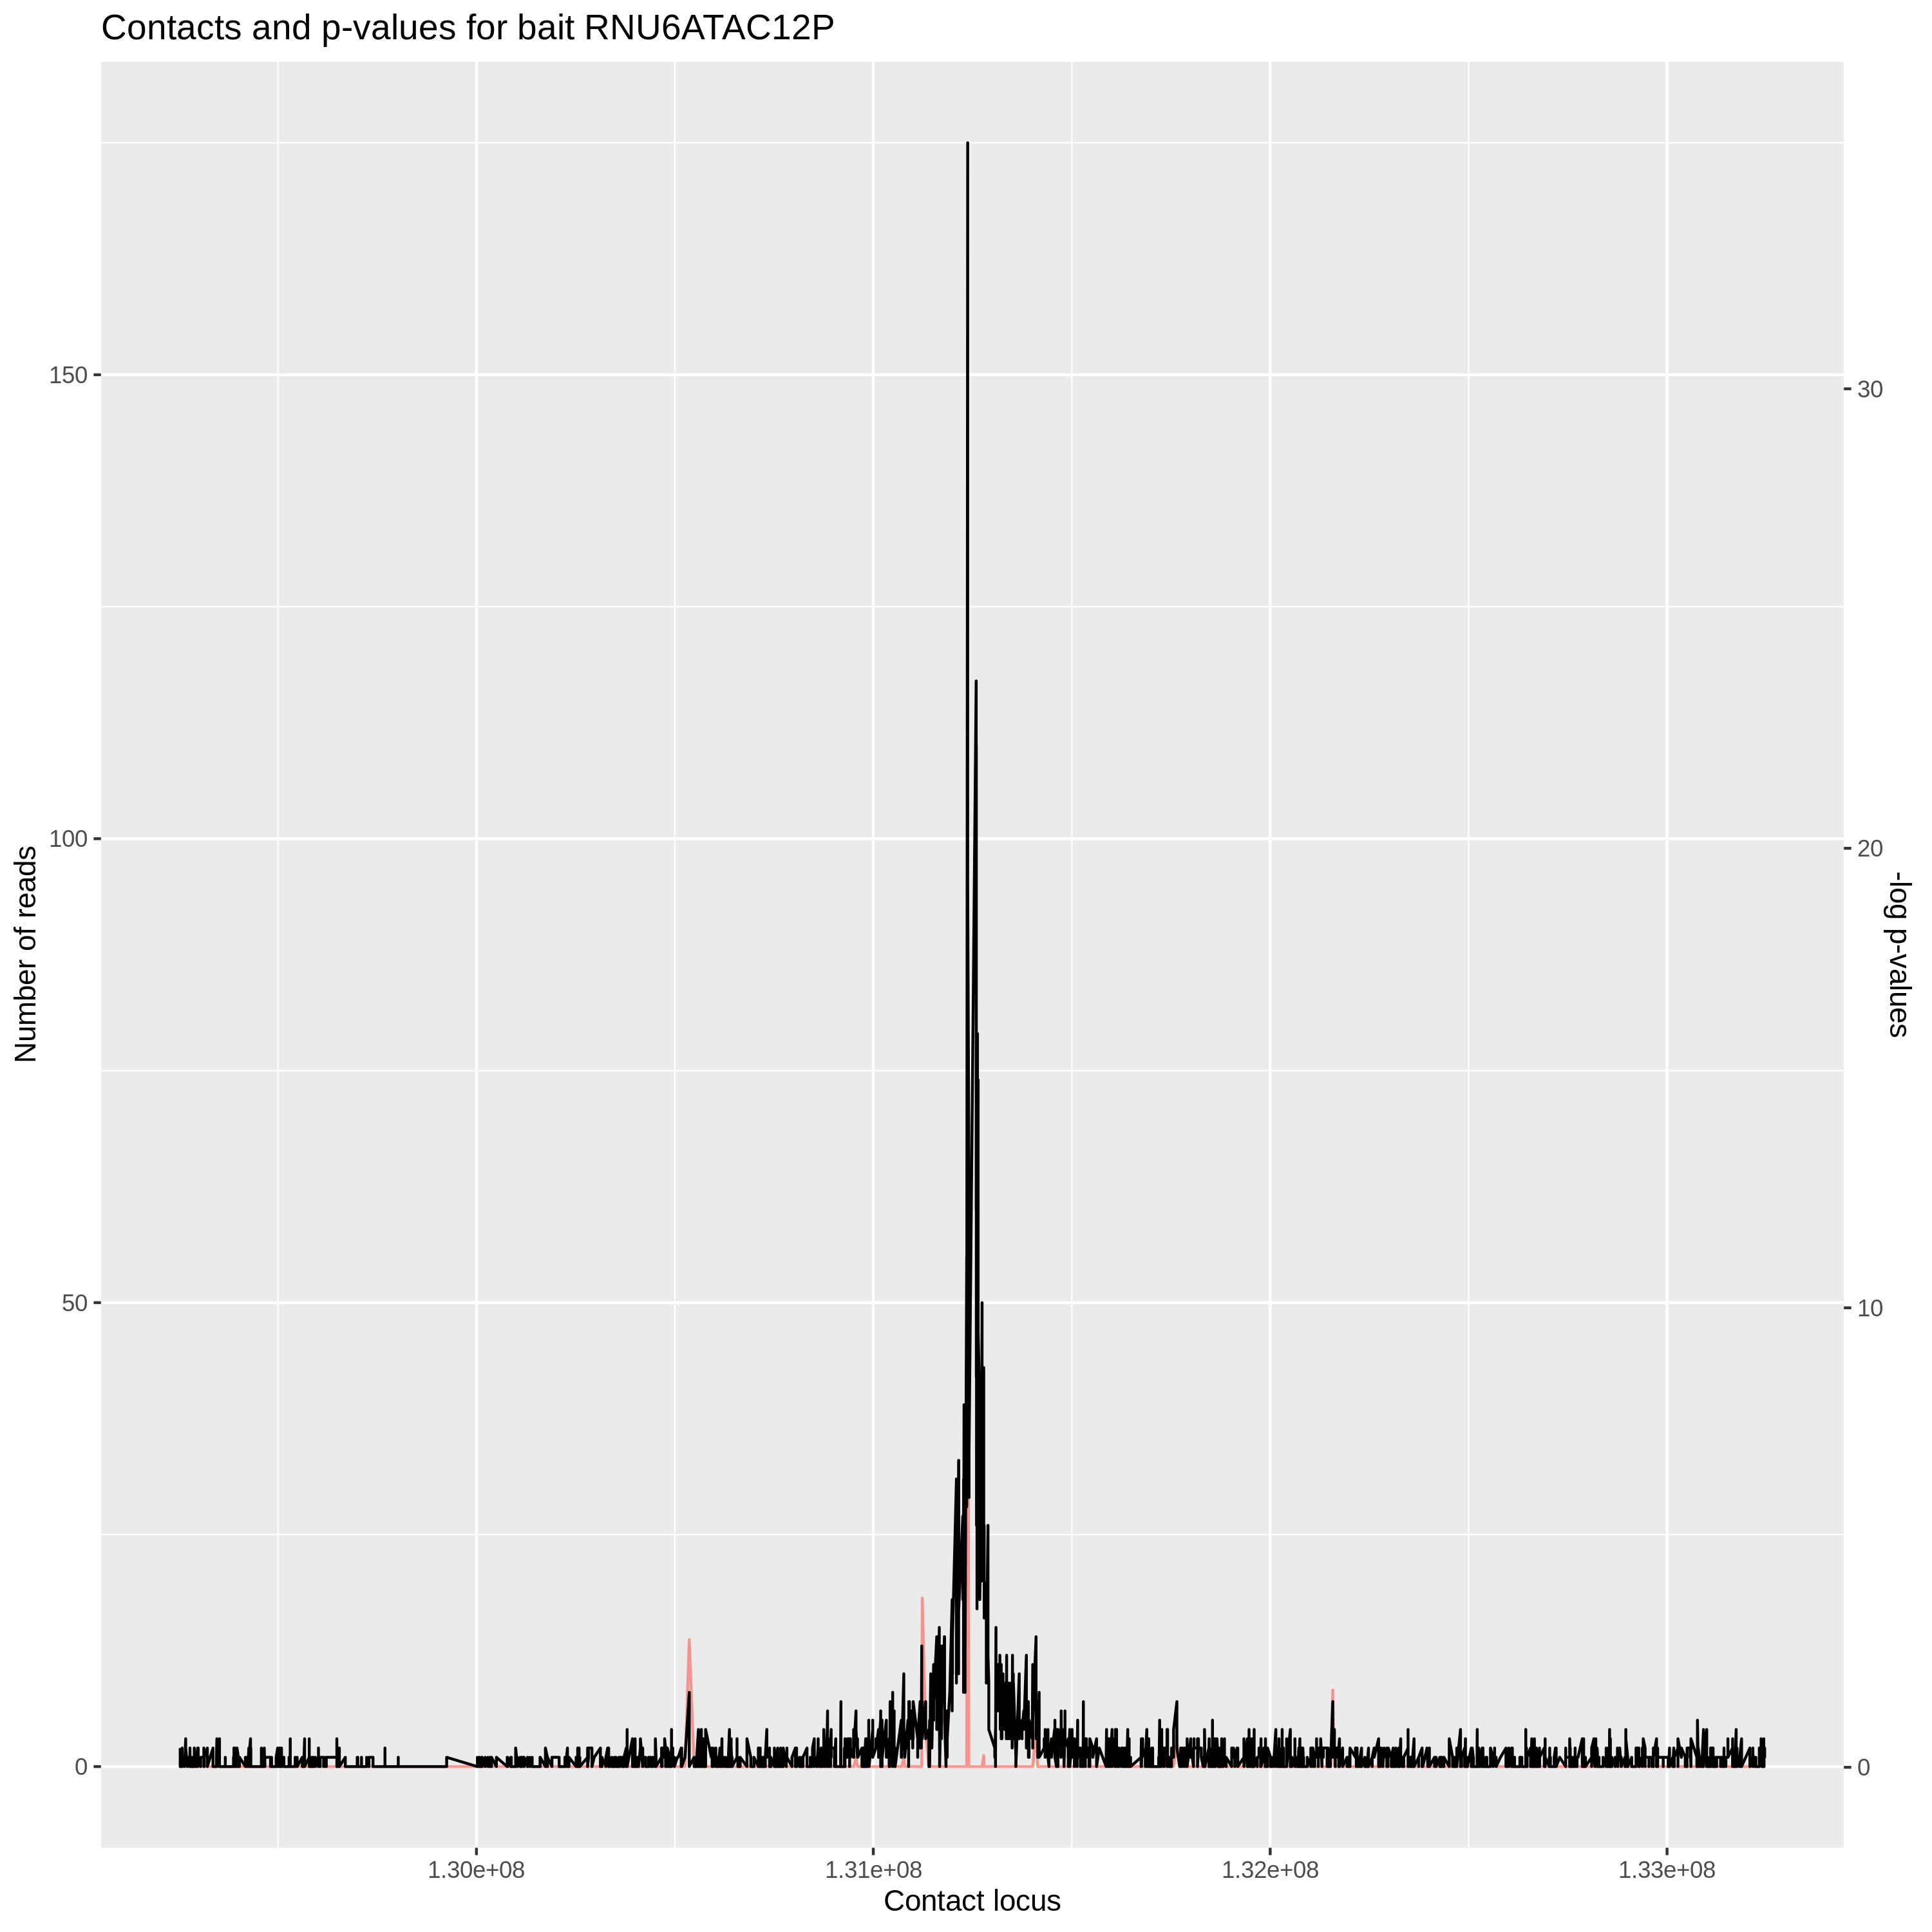 Contacts and p-values for bait RNU6ATAC12P
150
100
50
0
Number of reads
30
20
10
0
-log p-values
1.30e+08
1.31e+08
1.32e+08
1.33e+08
Contact locus